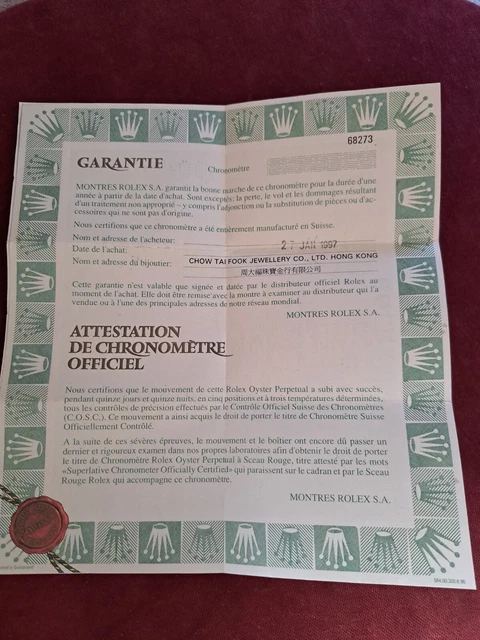 68273
GARANTIE
Chronomètre
MONTRES ROLEX S.A. garantit la bonne marche de ce chronomètre pour la durée d'une
année à partir de la date d'achat. Sont exceptés: la perte, le vol et les dommages résultant
d'un traitement non approprié – y compris l'adjonction ou la substitution de pièces ou d'ac-
cessoires qui ne sont pas d'origine.
Nous certifions que ce chronomètre a été entièrement manufacturé en Suisse.
Nom et adresse de l'acheteur:
Date de l'achat: 27 JAN 1997
Nom et adresse du bijoutier: CHOW TAI FOOK JEWELLERY CO., LTD. HONG KONG
周大福珠寶金行有限公司
Cette garantie n'est valable que signée et datée par le distributeur officiel Rolex au
moment de l'achat. Elle doit être remise avec la montre à examiner au distributeur qui l'a
vendue ou à l'une des principales adresses de notre réseau mondial.
MONTRES ROLEX S.A.
ATTESTATION
DE CHRONOMÈTRE
OFFICIEL
Nous certifions que le mouvement de cette Rolex Oyster Perpetual a subi avec succès,
pendant quinze jours et quinze nuits, en cinq positions et à trois températures déterminées,
tous les contrôles de précision effectués par le Contrôle Officiel Suisse des Chronomètres
(C.O.S.C.). Ce mouvement a ainsi acquis le droit de porter le titre de Chronomètre Suisse
Officiellement Contrôlé.
A la suite de ces sévères épreuves, le mouvement et le boîtier ont encore dû passer un
dernier et rigoureux examen dans nos propres laboratoires afin d'obtenir le droit de porter
le titre de Chronomètre Rolex Oyster Perpetual à Sceau Rouge, titre attesté par les mots
«Superlative Chronometer Officially Certified» qui paraissent sur le cadran et par le Sceau
Rouge Rolex qui accompagne ce chronomètre.
MONTRES ROLEX S.A.